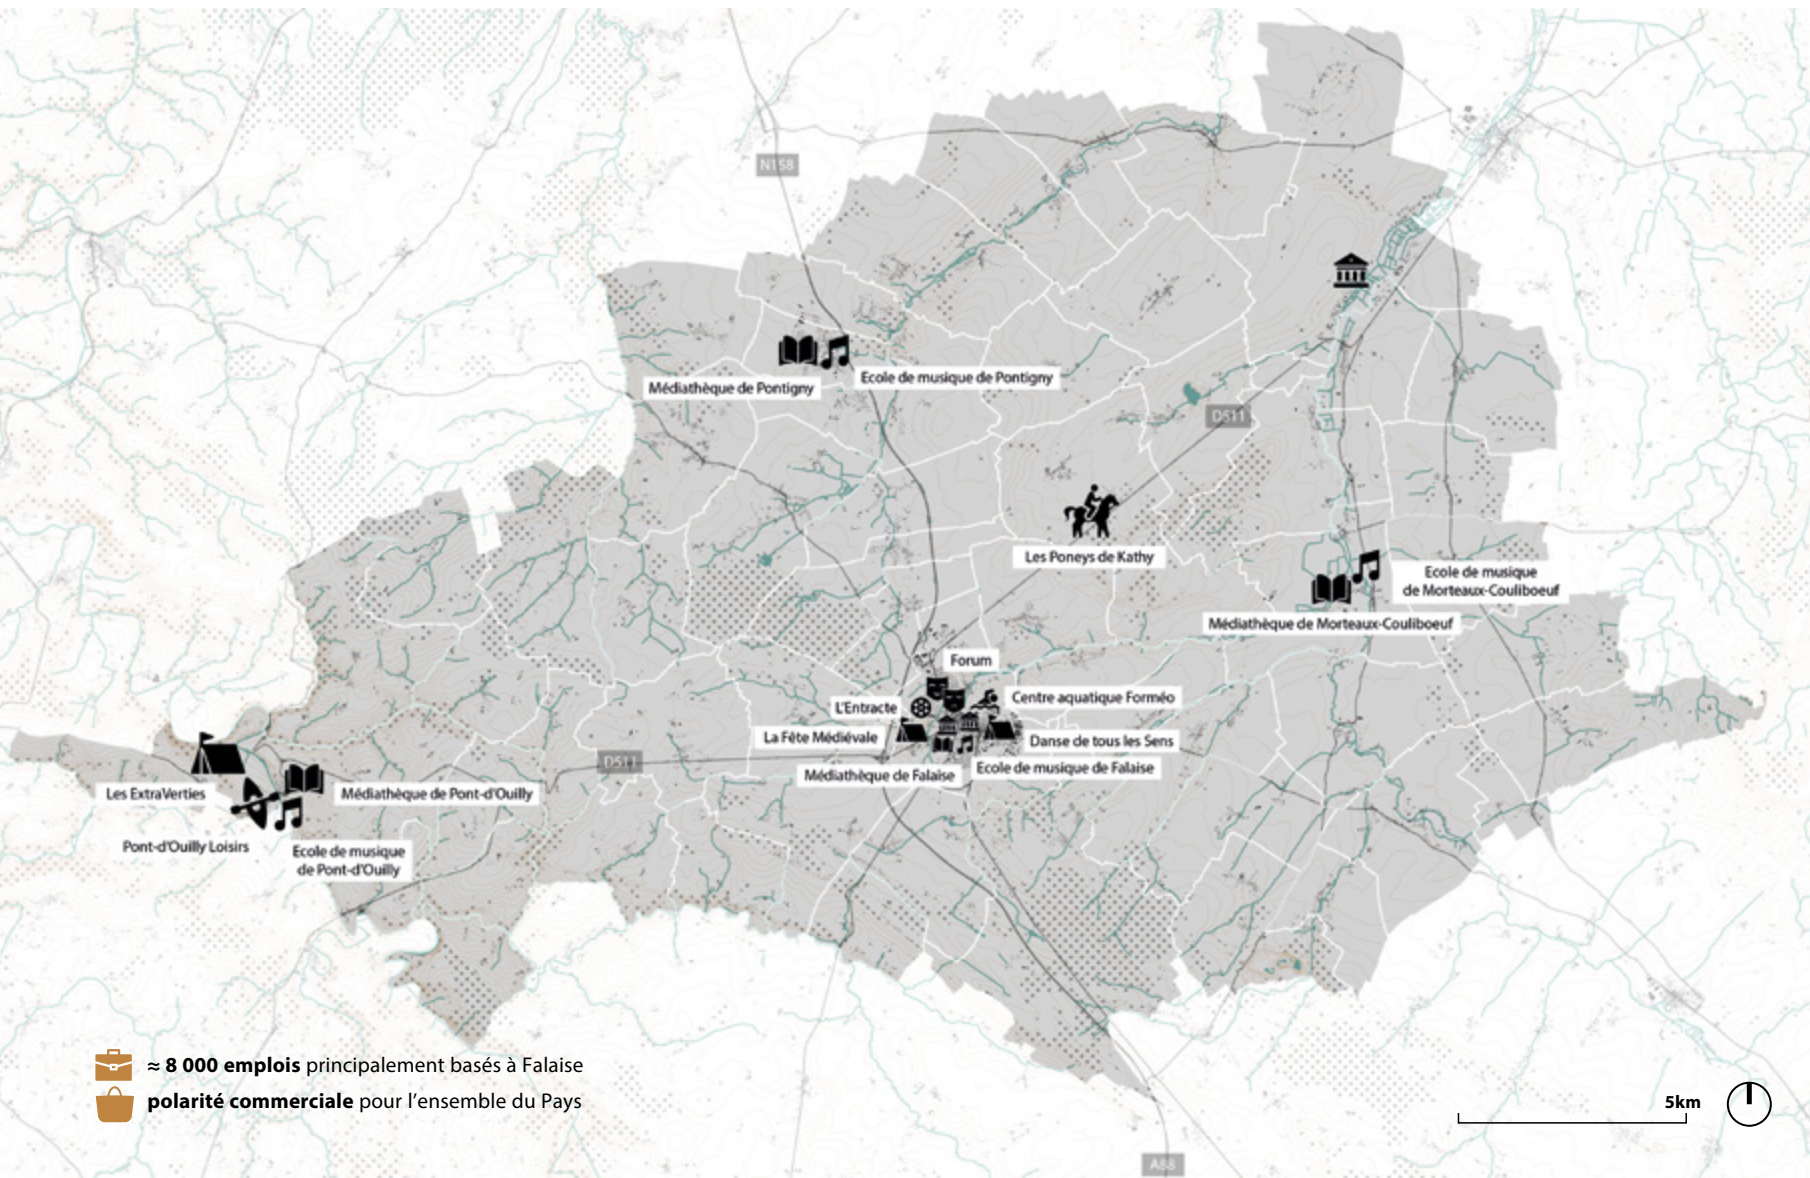 N158
Médiathèque de Pontigny
Ecole de musique de Pontigny
D511
Les Poneys de Kathy
Ecole de musique
de Morteaux-Couliboeuf
Médiathèque de Morteaux-Couliboeuf
Forum
Centre aquatique Forméo
L'Entracte
La Fête Médiévale
Danse de tous les Sens
Médiathèque de Falaise
Ecole de musique de Falaise
D511
Les ExtraVerties
Médiathèque de Pont-d'Ouilly
Pont-d'Ouilly Loisirs
Ecole de musique
de Pont-d'Ouilly
≈ 8 000 emplois principalement basés à Falaise
polarité commerciale pour l'ensemble du Pays
5km
A88